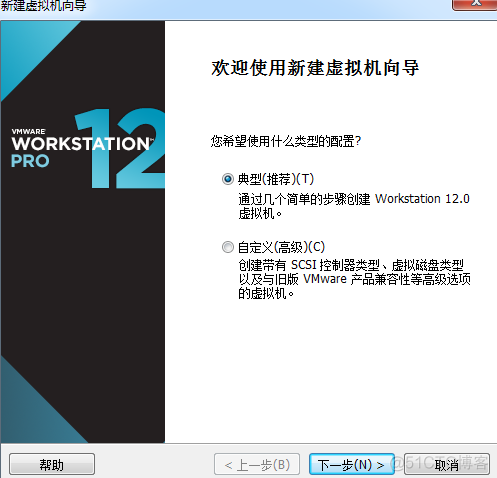 新建虚拟机向导
VMWARE
WORKSTATION
PRO
12
欢迎使用新建虚拟机向导
您希望使用什么类型的配置?
典型(推荐)(T)
通过几个简单的步骤创建 Workstation 12.0
虚拟机。
自定义(高级)(C)
创建带有 SCSI 控制器类型、虚拟磁盘类型
以及与旧版 VMware 产品兼容性等高级选项
的虚拟机。
帮助
< 上一步(B)
下一步(N) >
取消
@51CTO博客